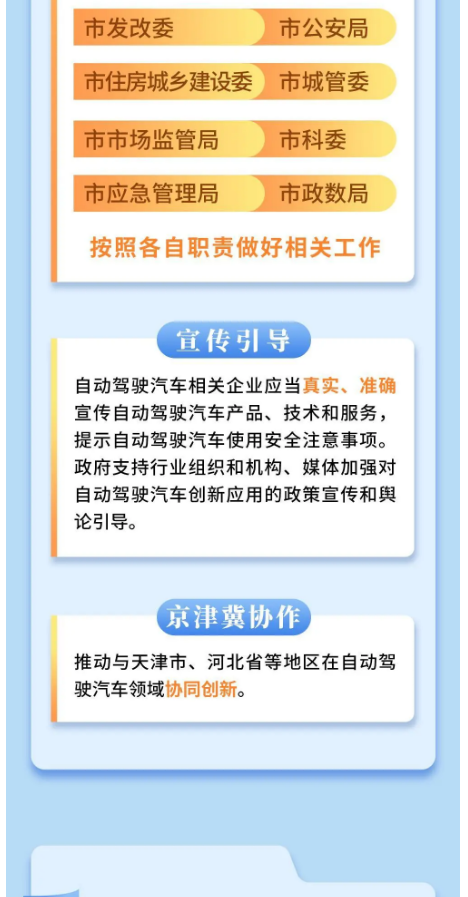 市发改委 市公安局
市住房城乡建设委 市城管委
市市场监管局 市科委
市应急管理局 市政数局
按照各自职责做好相关工作
宣传引导
自动驾驶汽车相关企业应当真实、准确
宣传自动驾驶汽车产品、技术和服务，
提示自动驾驶汽车使用安全注意事项。
政府支持行业组织和机构、媒体加强对
自动驾驶汽车创新应用的政策宣传和舆
论引导。
京津冀协作
推动与天津市、河北省等地区在自动驾
驶汽车领域协同创新。